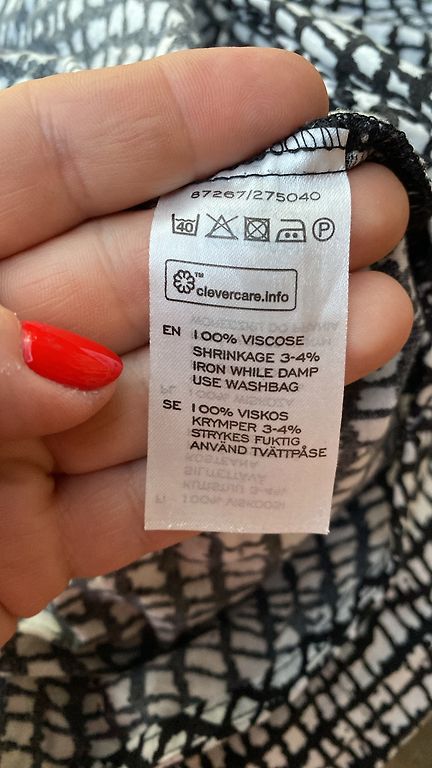 87267/275040
40 P
™
clevercare.info
EN 100% VISCOSE
SHRINKAGE 3-4%
IRON WHILE DAMP
USE WASHBAG
SE 100% VISKOS
KRYMPER 3-4%
STRYKES FUKTIG
ANVÄND TVÄTTPÅSE